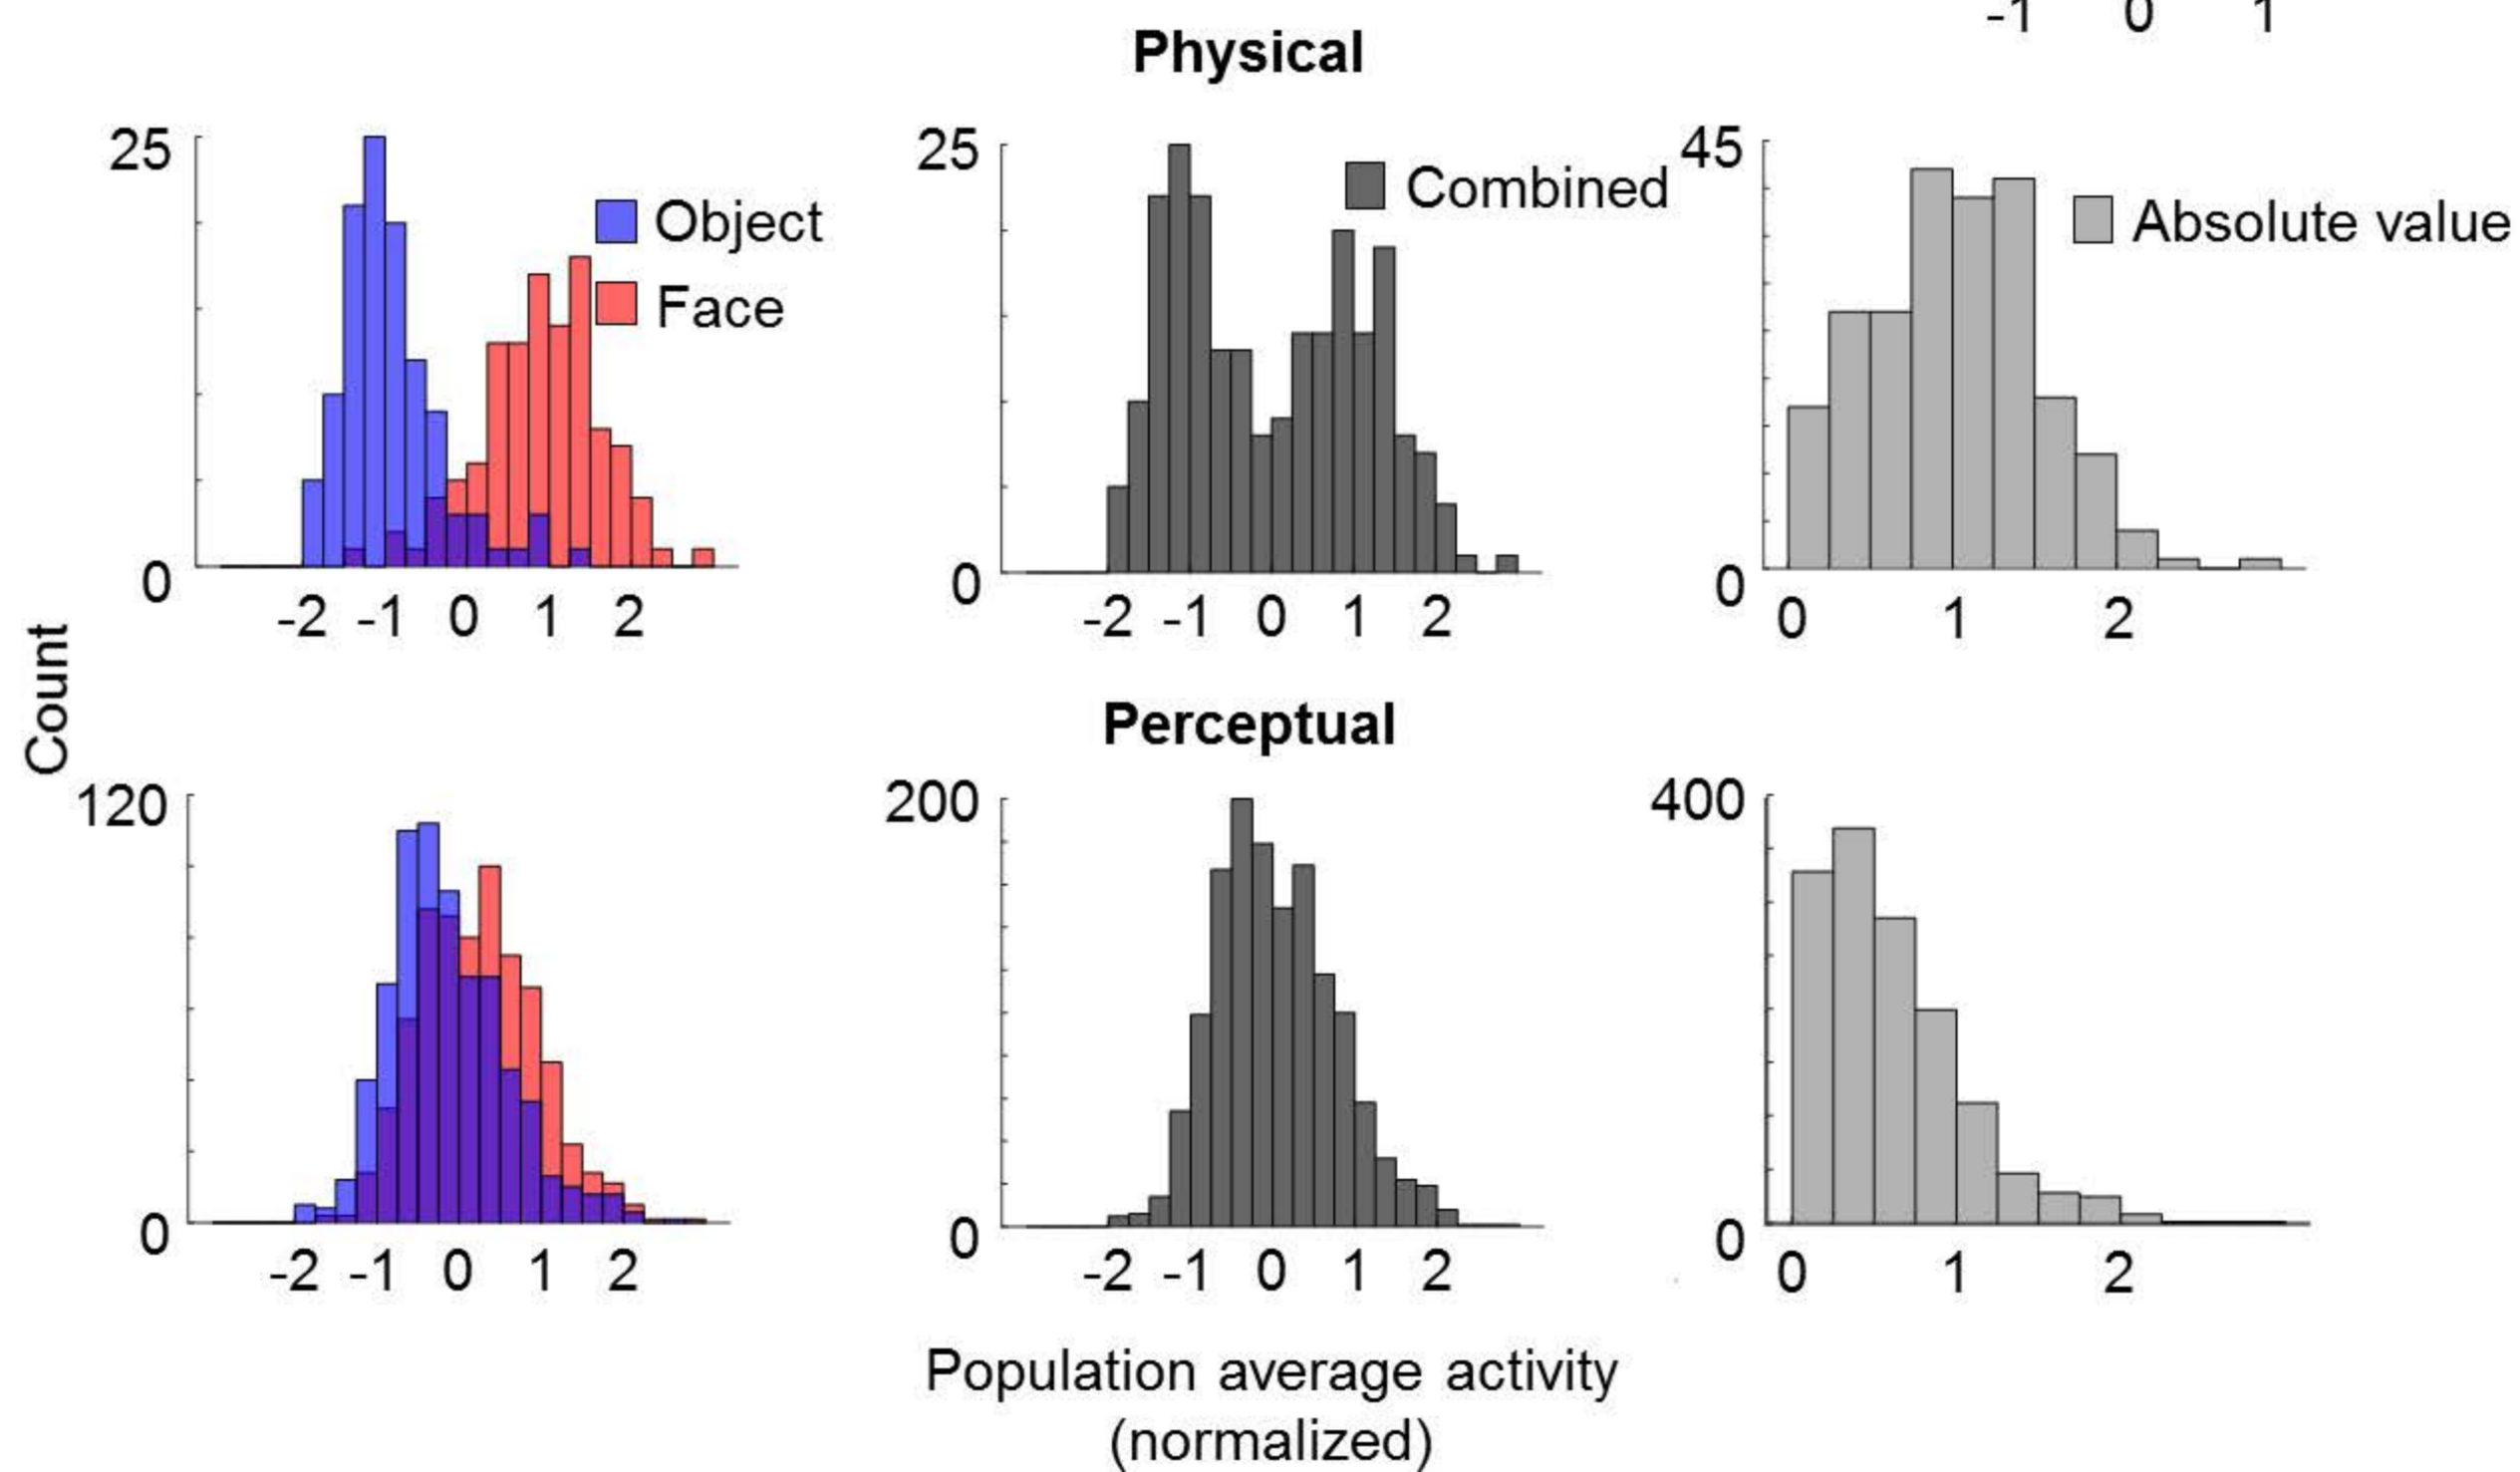 -1 0 1
Physical
25
Object
Face
0
-2 -1 0 1 2
25
Combined
0
-2 -1 0 1 2
45
Absolute value
0
0 1 2
Count
Perceptual
120
0
-2 -1 0 1 2
200
0
-2 -1 0 1 2
400
0
0 1 2
Population average activity
(normalized)